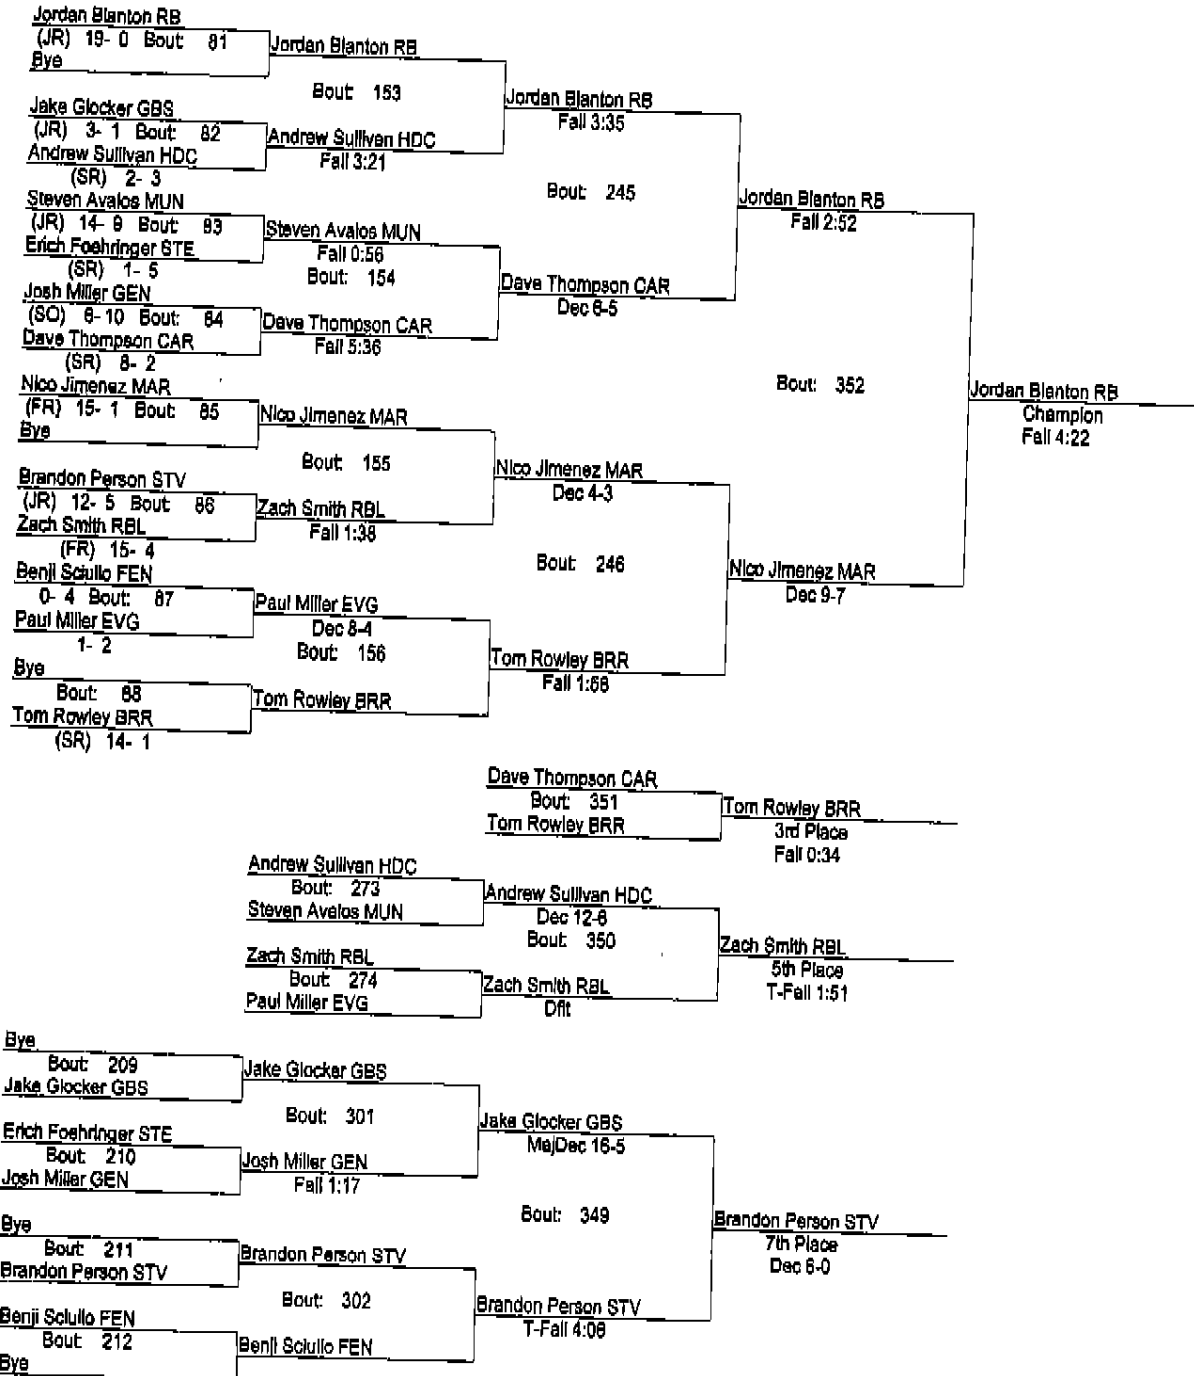 Jordan Blanton RB
(JR) 19- 0 Bout: 81
Bye
Jordan Blanton RB
Bout: 153
Jake Glocker GBS
(JR) 3- 1 Bout: 82
Andrew Sullivan HDC
(SR) 2- 3
Andrew Sullivan HDC
Fall 3:21
Jordan Blanton RB
Fall 3:35
Bout: 245
Steven Avalos MUN
(JR) 14- 9 Bout: 83
Erich Foehringer STE
(SR) 1- 5
Steven Avalos MUN
Fall 0:56
Bout: 154
Josh Miller GEN
(SO) 6- 10 Bout: 84
Dave Thompson CAR
(SR) 8- 2
Dave Thompson CAR
Fall 5:36
Dave Thompson CAR
Dec 6-5
Jordan Blanton RB
Fall 2:52
Bout: 352
Jordan Blanton RB
Champion
Fall 4:22
Nico Jimenez MAR
(FR) 15- 1 Bout: 85
Bye
Nico Jimenez MAR
Bout: 155
Brandon Person STV
(JR) 12- 5 Bout: 86
Zach Smith RBL
(FR) 15- 4
Zach Smith RBL
Fall 1:38
Nico Jimenez MAR
Dec 4-3
Bout: 246
Benji Sciullo FEN
0- 4 Bout: 87
Paul Miller EVG
1- 2
Paul Miller EVG
Dec 8-4
Bout: 156
Bye
Bout: 88
Tom Rowley BRR
(SR) 14- 1
Tom Rowley BRR
Tom Rowley BRR
Fall
Nico Jimenez MAR
Dec 9-7
Dave Thompson CAR
Bout: 351
Tom Rowley BRR
Tom Rowley BRR
3rd Place
Fall 0:34
Andrew Sullivan HDC
Bout: 273
Steven Avalos MUN
Andrew Sullivan HDC
Dec 12-6
Bout: 350
Zach Smith RBL
Bout: 274
Paul Miller EVG
Zach Smith RBL
Dflt
Zach Smith RBL
5th Place
T-Fall 1:51
Bye
Bout: 209
Jake Glocker GBS
Jake Glocker GBS
Bout: 301
Erich Foehringer STE
Bout: 210
Josh Miller GEN
Josh Miller GEN
Fall 1:17
Jake Glocker GBS
MajDec 16-5
Bout: 349
Bye
Bout: 211
Brandon Person STV
Brandon Person STV
Bout: 302
Benji Sciullo FEN
Bout: 212
Bye
Benji Sciullo FEN
Brandon Person STV
T-Fall 4:06
Brandon Person STV
7th Place
Dec 6-0